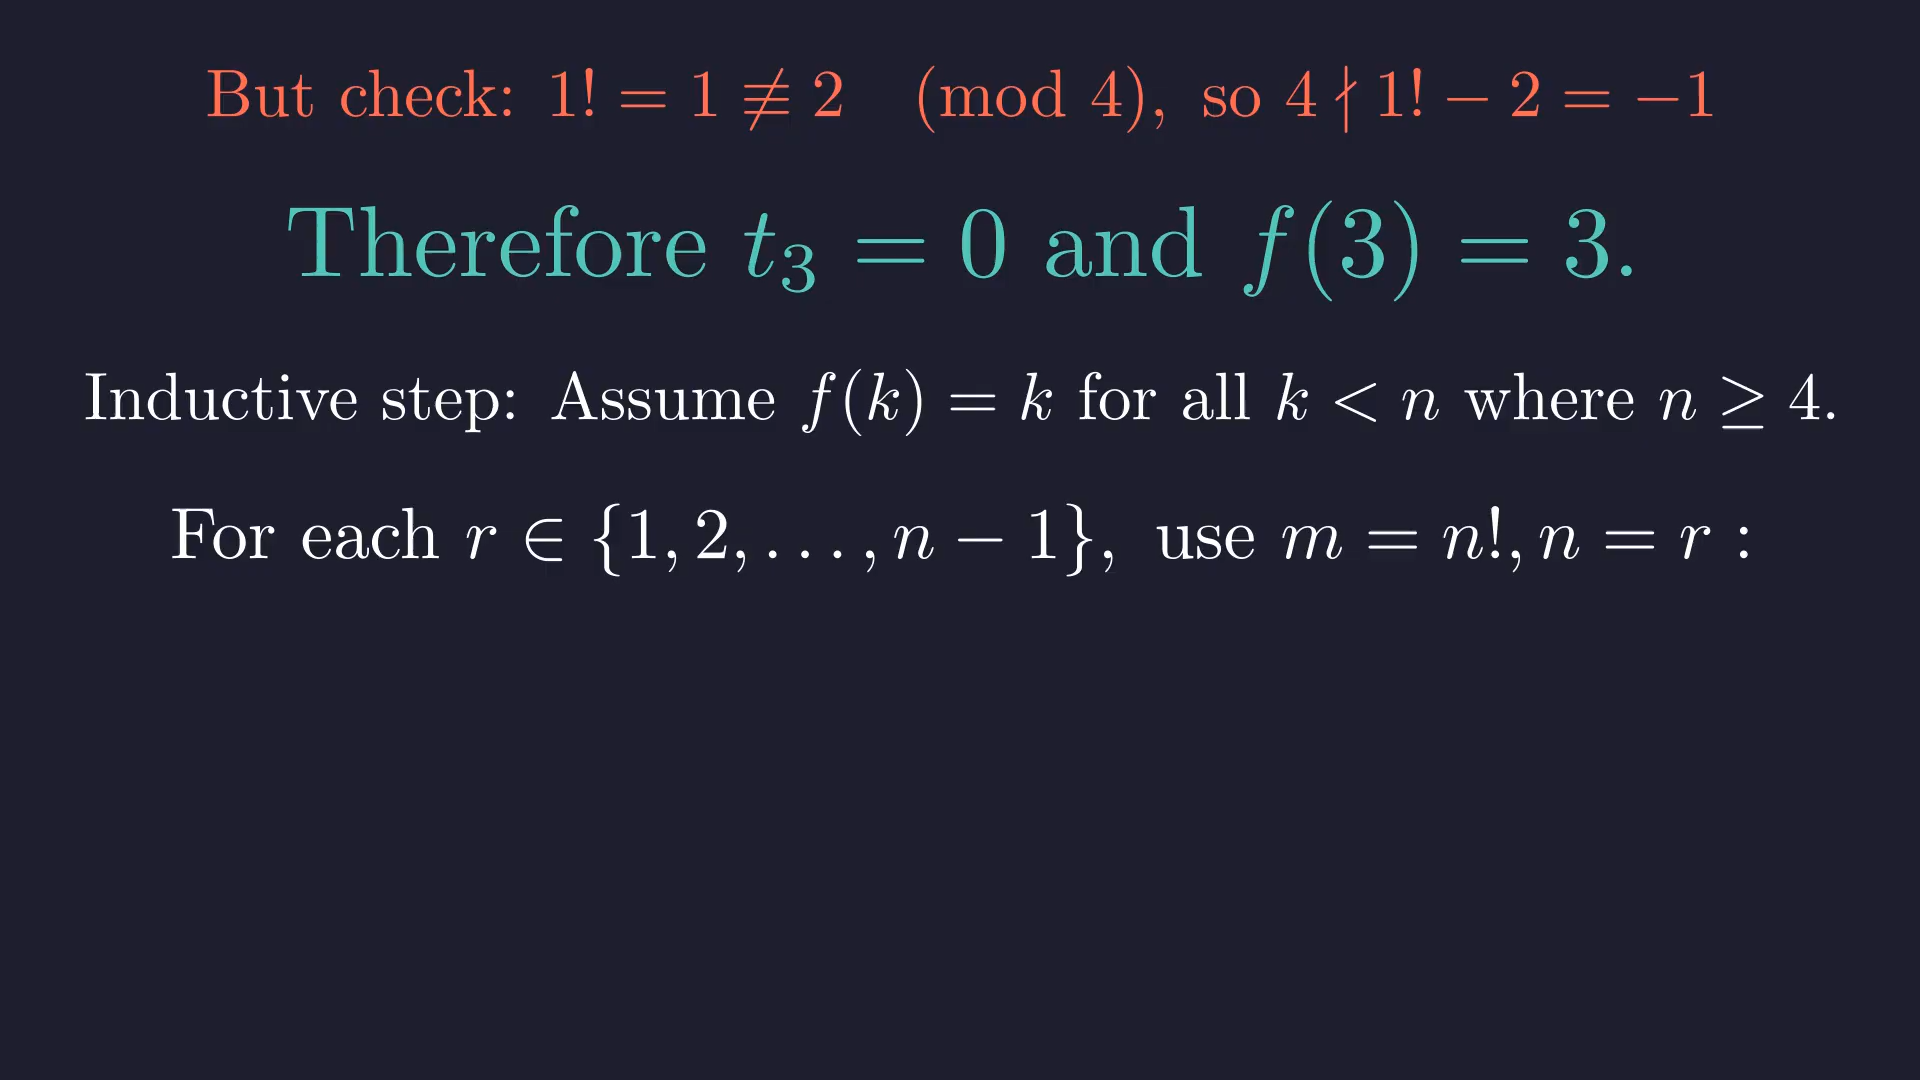 But check: 1! = 1 ≢ 2 (mod 4), so 4 ∤ 1! − 2 = −1
Therefore t₃ = 0 and f(3) = 3.
Inductive step: Assume f(k) = k for all k < n where n ≥ 4.
For each r ∈ {1, 2, . . . , n − 1}, use m = n!, n = r :